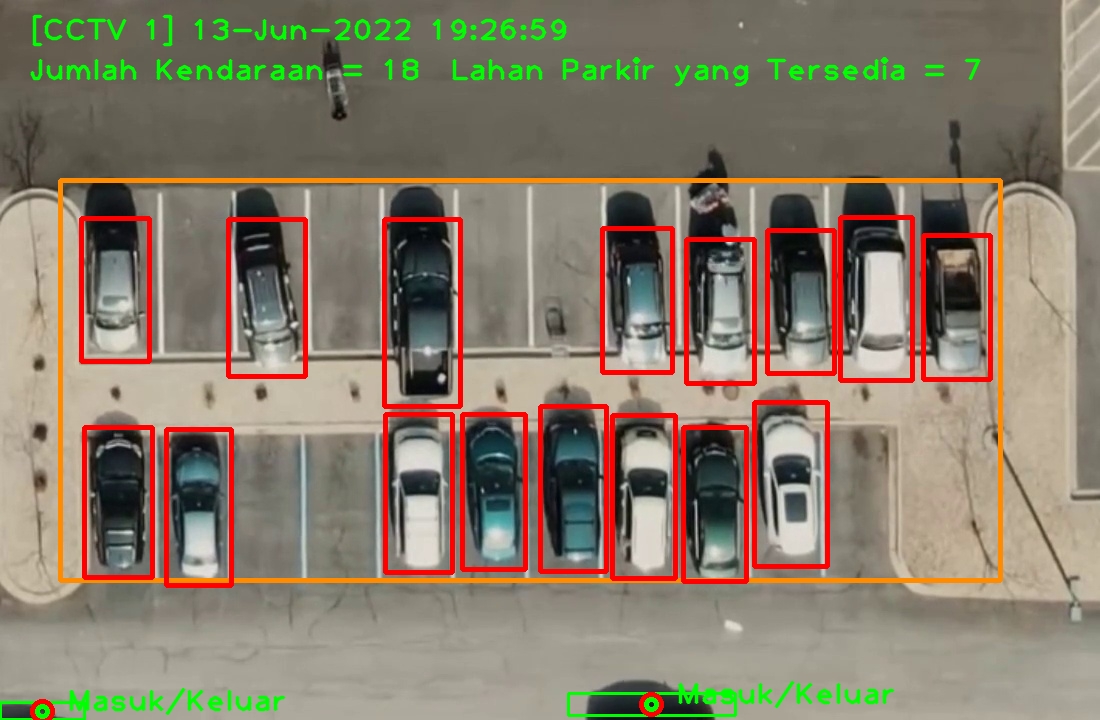 [CCTV 1] 13-Jun-2022 19:26:59
Jumlah Kendaraan = 18 Lahan Parkir yang Tersedia = 7
Masuk/Keluar
Masuk/Keluar